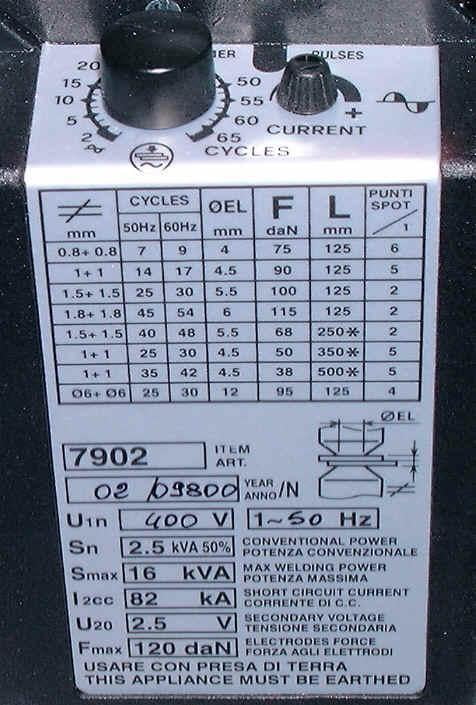 PULSES
20
15
10
5
2
50
55
60
65
+
CURRENT
CYCLES
≠ mm CYCLES 50Hz 60Hz ØEL mm F daN L mm PUNTI SPOT / 1
0.8+0.8 7 9 4 75 125 6
1+1 14 17 4.5 90 125 5
1.5+1.5 25 30 5.5 100 125 2
1.8+1.8 45 54 6 115 125 2
1.5+1.5 40 48 5.5 68 250* 2
1+1 25 30 4.5 50 350* 5
1+1 35 42 4.5 38 500* 5
Ø6+Ø6 25 30 12 95 125 4
ØEL
7902 ITEM ART.
02/09800 YEAR ANNO/N
U1n 400 V 1~50 Hz
Sn 2.5 kVA 50% CONVENTIONAL POWER POTENZA CONVENZIONALE
Smax 16 kVA MAX WELDING POWER POTENZA MASSIMA
I2cc 82 kA SHORT CIRCUIT CURRENT CORRENTE DI C.C.
U20 2.5 V SECONDARY VOLTAGE TENSIONE SECONDARIA
Fmax 120 daN ELECTRODES FORCE FORZA AGLI ELETTRODI
USARE CON PRESA DI TERRA
THIS APPLIANCE MUST BE EARTHED